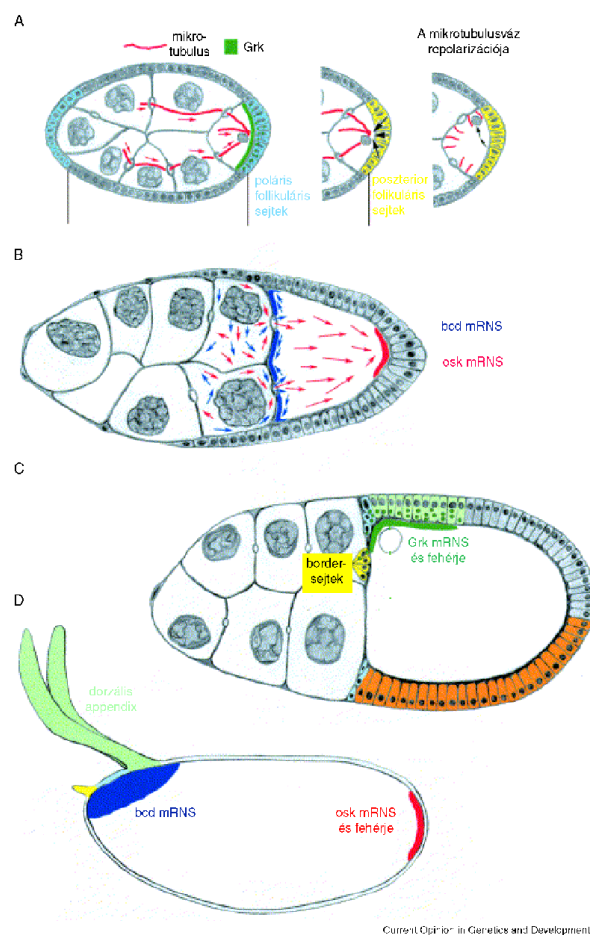 A
mikro-
tubulus
Grk
A mikrotubulusváz
repolarizációja
poláris
follikuláris
sejtek
poszterior
follikuláris
sejtek
B
bcd mRNS
osk mRNS
C
Grk mRNS
és fehérje
border-
sejtek
D
dorzális
appendix
bcd mRNS
osk mRNS
és fehérje
Current Opinion in Genetics and Development